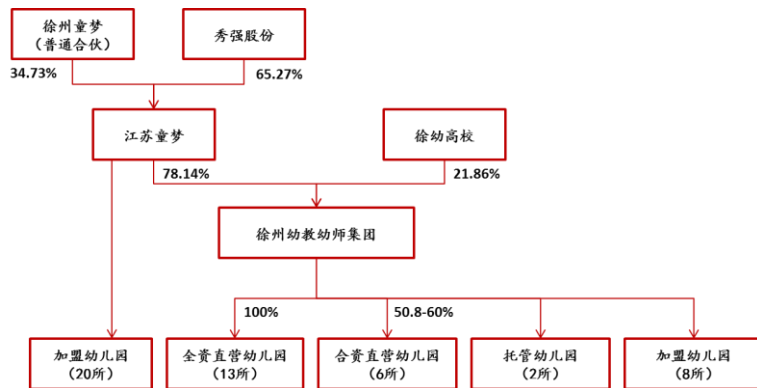 徐州童梦
（普通合伙）
秀强股份
34.73%
65.27%
江苏童梦
徐幼高校
78.14%
21.86%
徐州幼教幼师集团
100%
50.8-60%
加盟幼儿园
（20所）
全资直营幼儿园
（13所）
合资直营幼儿园
（6所）
托管幼儿园
（2所）
加盟幼儿园
（8所）